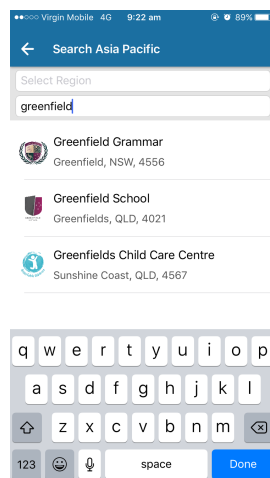 Virgin Mobile 4G 9:22 am 89%
Search Asia Pacific
Select Region
greenfield
Greenfield Grammar
Greenfield, NSW, 4556
Greenfield School
Greenfields, QLD, 4021
Greenfields Child Care Centre
Sunshine Coast, QLD, 4567
q w e r t y u i o p
a s d f g h j k l
z x c v b n m
123 space Done